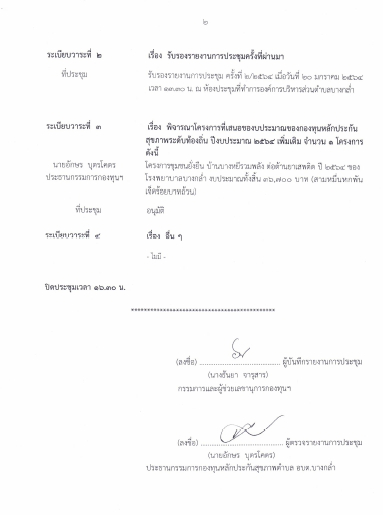 ๒
ระเบียบวาระที่ ๒ เรื่อง รับรองรายงานการประชุมครั้งที่ผ่านมา
ที่ประชุม รับรองรายงานการประชุม ครั้งที่ ๒/๒๕๖๔ เมื่อวันที่ ๒๐ มกราคม ๒๕๖๔
เวลา ๑๓.๓๐ น. ณ ห้องประชุมที่ทำการองค์การบริหารส่วนตำบลบางกล่ำ
ระเบียบวาระที่ ๓ เรื่อง พิจารณาโครงการที่เสนอของบประมาณของกองทุนหลักประกัน
สุขภาพระดับท้องถิ่น ปีงบประมาณ ๒๕๖๔ เพิ่มเติม จำนวน ๑ โครงการ
ดังนี้
นายอักษร บุตรโคตร โครงการชุมชนยั่งยืน บ้านบางหยีรวมพลัง ต่อต้านยาเสพติด ปี ๒๕๖๔ ของ
ประธานกรรมการกองทุนฯ โรงพยาบาลบางกล่ำ งบประมาณทั้งสิ้น ๓๖,๗๐๐ บาท (สามหมื่นหกพัน
เจ็ดร้อยบาทถ้วน)
ที่ประชุม อนุมัติ
ระเบียบวาระที่ ๔ เรื่อง อื่น ๆ
- ไม่มี -
ปิดประชุมเวลา ๑๖.๓๐ น.
********************************************
(ลงชื่อ) ........................................ ผู้บันทึกรายงานการประชุม
(นางธันยา จารุสาร)
กรรมการและผู้ช่วยเลขานุการกองทุนฯ
(ลงชื่อ) ........................................ ผู้ตรวจรายงานการประชุม
(นายอักษร บุตรโคตร)
ประธานกรรมการกองทุนหลักประกันสุขภาพตำบล อบต.บางกล่ำ